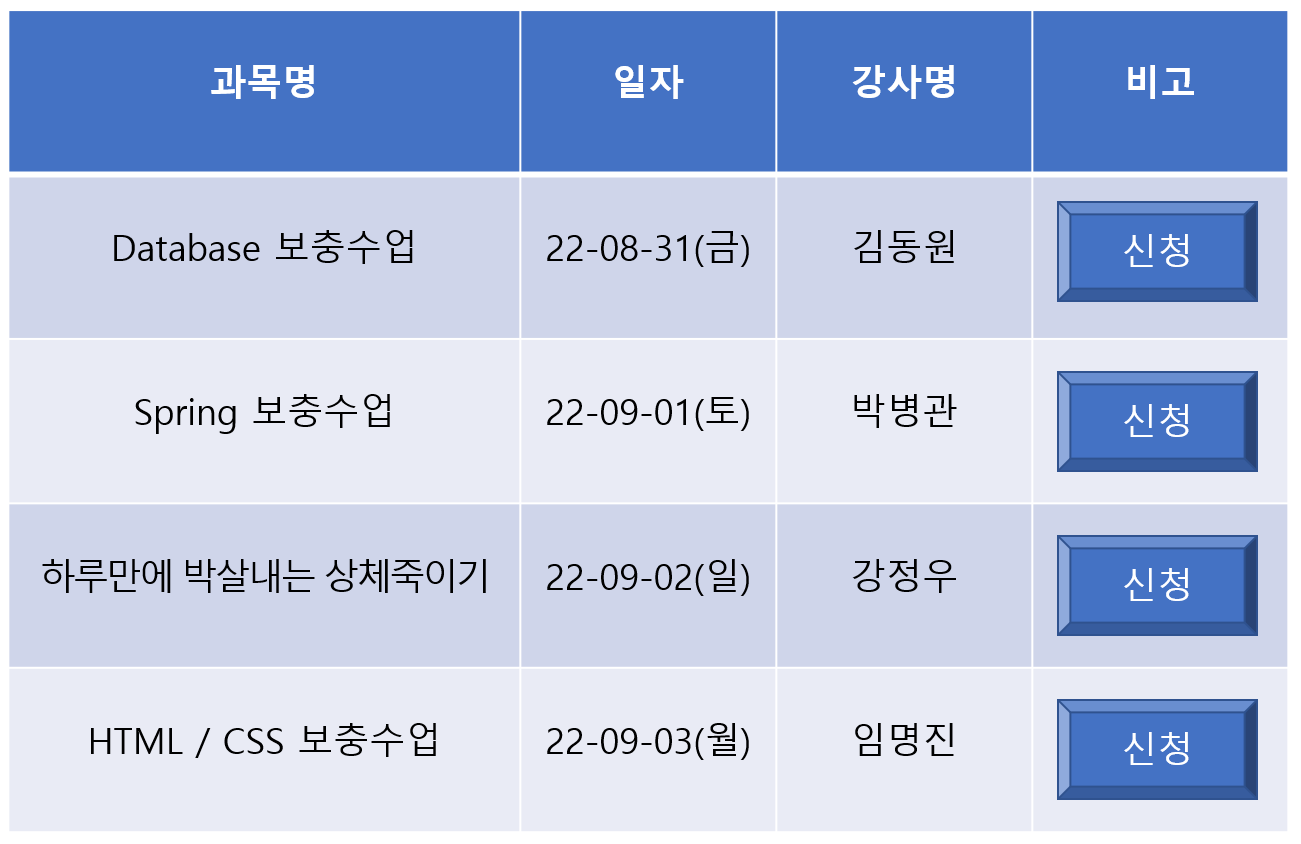 과목명 일자 강사명 비고
Database 보충수업 22-08-31(금) 김동원 신청
Spring 보충수업 22-09-01(토) 박병관 신청
하루만에 박살내는 상체죽이기 22-09-02(일) 강정우 신청
HTML / CSS 보충수업 22-09-03(월) 임명진 신청